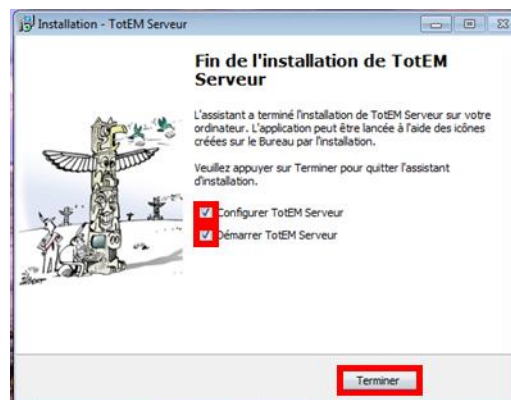 Installation - TotEM Serveur
Fin de l'installation de TotEM
Serveur
L'assistant a terminé l'installation de TotEM Serveur sur votre
ordinateur. L'application peut être lancée à l'aide des icônes
créées sur le Bureau par l'installation.
Veuillez appuyer sur Terminer pour quitter l'assistant
d'installation.
Configurer TotEM Serveur
Démarrer TotEM Serveur
Terminer